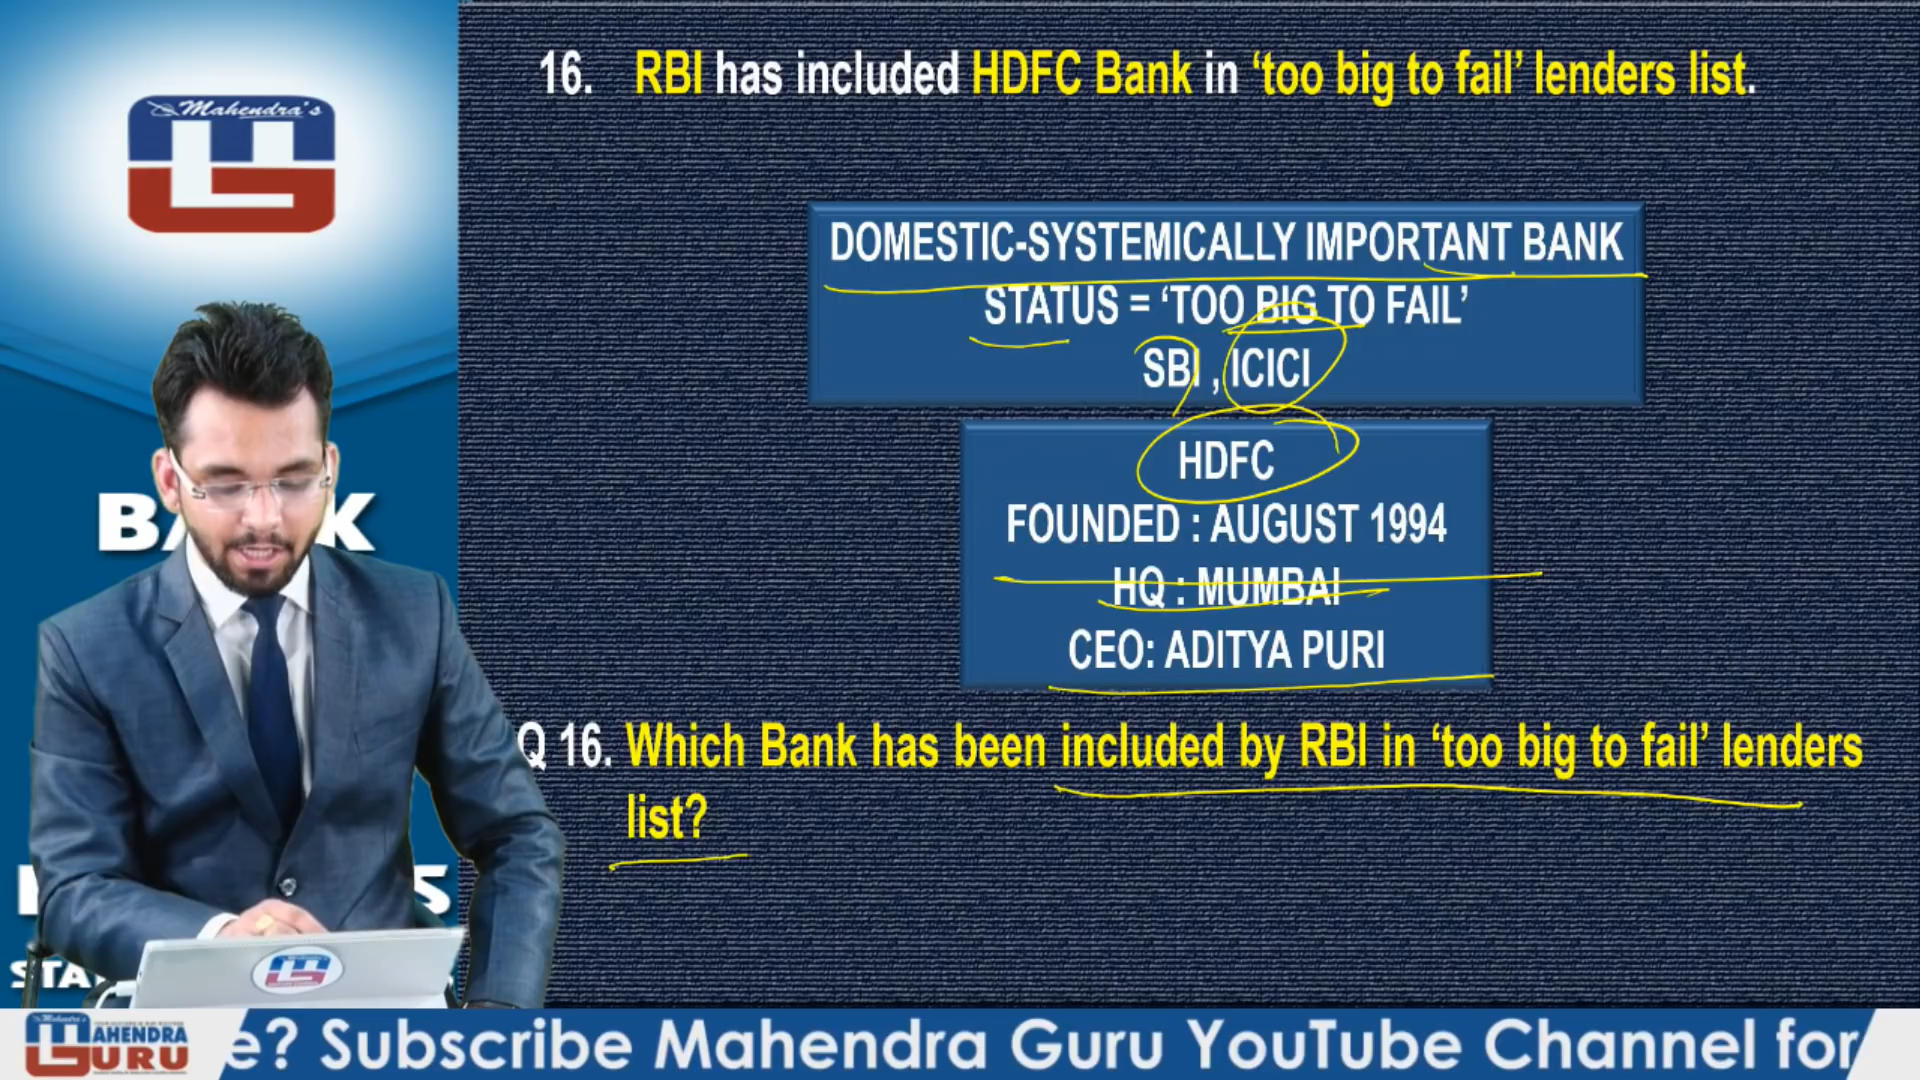 Mahendra's
16. RBI has included HDFC Bank in ‘too big to fail’ lenders list.
DOMESTIC-SYSTEMICALLY IMPORTANT BANK
STATUS = ‘TOO BIG TO FAIL’
SBI , ICICI
HDFC
FOUNDED : AUGUST 1994
HQ : MUMBAI
CEO: ADITYA PURI
Q 16. Which Bank has been included by RBI in ‘too big to fail’ lenders
list?
MAHENDRA
GURU
e? Subscribe Mahendra Guru YouTube Channel for